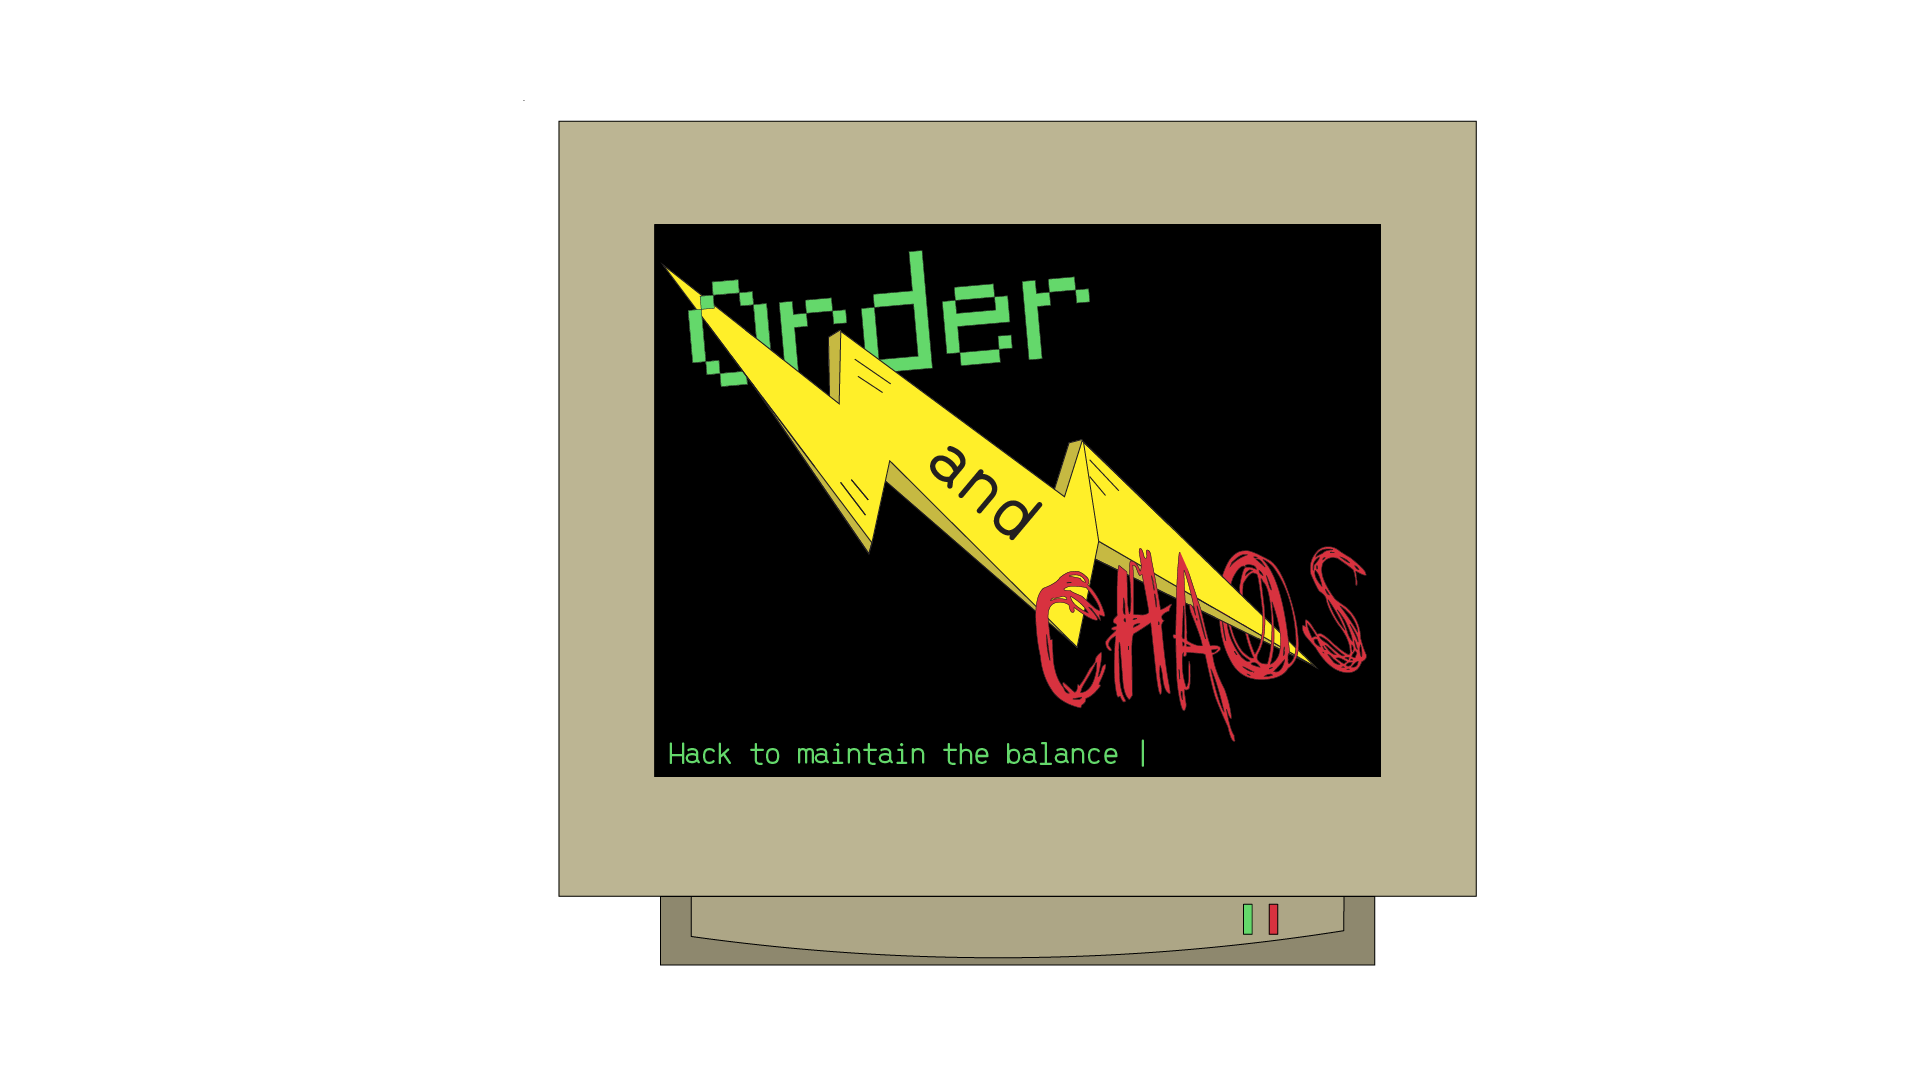 Order
and
CHAOS
Hack to maintain the balance |